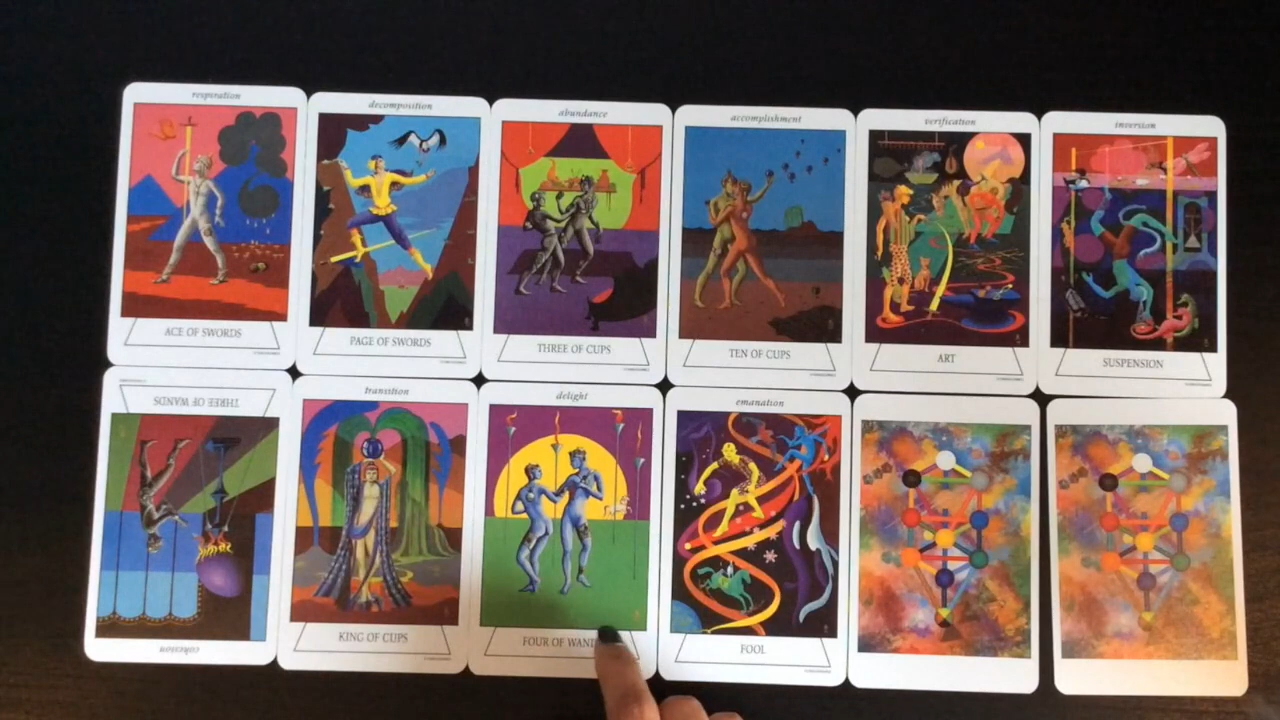 respiration
ACE OF SWORDS
decomposition
PAGE OF SWORDS
abundance
THREE OF CUPS
accomplishment
TEN OF CUPS
verification
ART
inversion
SUSPENSION
THREE OF WANDS
cohesion
transition
KING OF CUPS
delight
FOUR OF WAN
emanation
FOOL